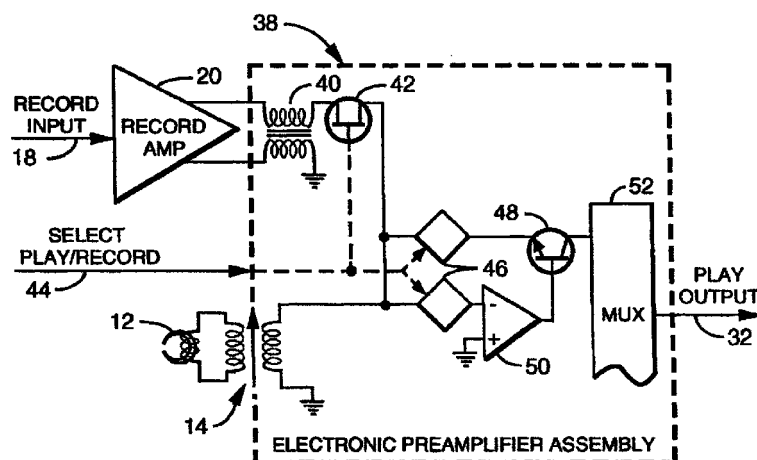 38
20
40
42
RECORD
INPUT
18
RECORD
AMP
52
48
SELECT
PLAY/RECORD
44
46
PLAY
OUTPUT
32
MUX
12
-
+
50
14
ELECTRONIC PREAMPLIFIER ASSEMBLY